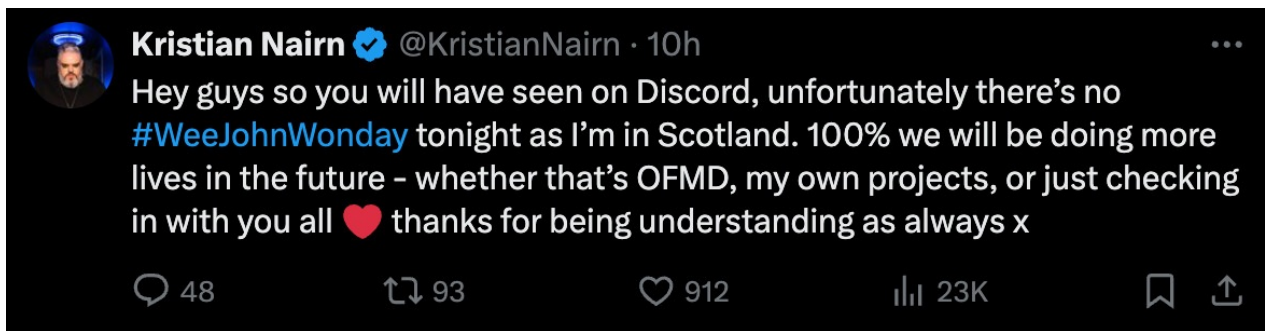 Kristian Nairn @KristianNairn · 10h
Hey guys so you will have seen on Discord, unfortunately there’s no
#WeeJohnWonday tonight as I’m in Scotland. 100% we will be doing more
lives in the future - whether that’s OFMD, my own projects, or just checking
in with you all ❤️ thanks for being understanding as always x
48 93 912 23K